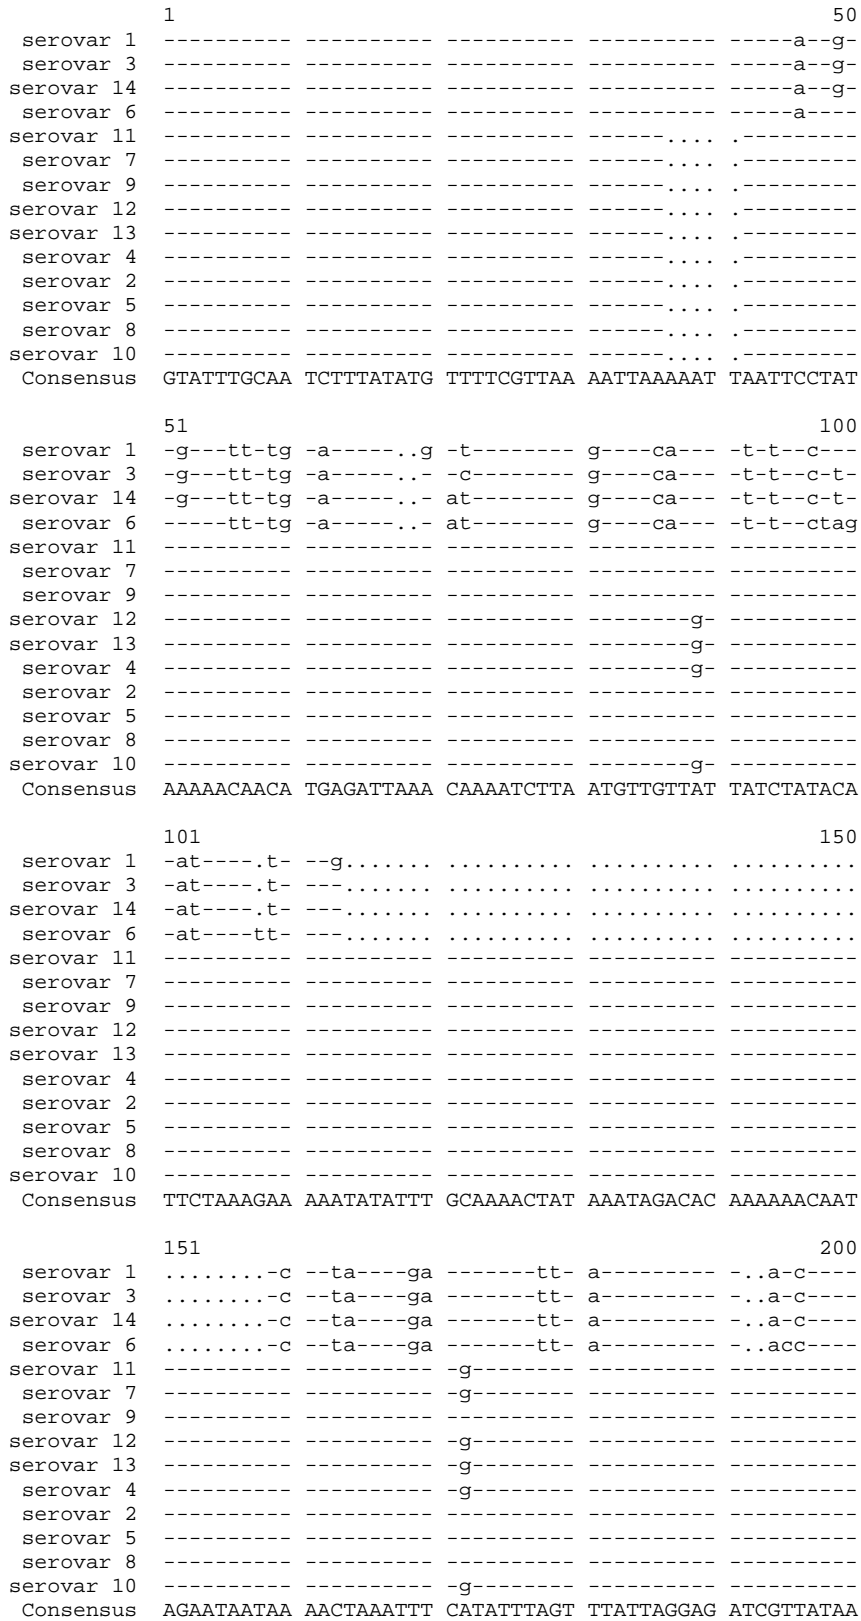 1 50
serovar 1 ---------- ---------- ---------- ---------- -----a--g-
serovar 3 ---------- ---------- ---------- ---------- -----a--g-
serovar 14 ---------- ---------- ---------- ---------- -----a--g-
serovar 6 ---------- ---------- ---------- ---------- -----a----
serovar 11 ---------- ---------- ---------- ------.... .---------
serovar 7 ---------- ---------- ---------- ------.... .---------
serovar 9 ---------- ---------- ---------- ------.... .---------
serovar 12 ---------- ---------- ---------- ------.... .---------
serovar 13 ---------- ---------- ---------- ------.... .---------
serovar 4 ---------- ---------- ---------- ------.... .---------
serovar 2 ---------- ---------- ---------- ------.... .---------
serovar 5 ---------- ---------- ---------- ------.... .---------
serovar 8 ---------- ---------- ---------- ------.... .---------
serovar 10 ---------- ---------- ---------- ------.... .---------
Consensus GTATTTGCAA TCTTTATATG TTTTCGTTAA AATTAAAAAT TAATTCCTAT
51 100
serovar 1 -g---tt-tg -a-----..g -t-------- g----ca--- -t-t--c---
serovar 3 -g---tt-tg -a-----..- -c-------- g----ca--- -t-t--c-t-
serovar 14 -g---tt-tg -a-----..- at-------- g----ca--- -t-t--c-t-
serovar 6 -----tt-tg -a-----..- at-------- g----ca--- -t-t--ctag
serovar 11 ---------- ---------- ---------- ---------- ----------
serovar 7 ---------- ---------- ---------- ---------- ----------
serovar 9 ---------- ---------- ---------- ---------- ----------
serovar 12 ---------- ---------- ---------- --------g- ----------
serovar 13 ---------- ---------- ---------- --------g- ----------
serovar 4 ---------- ---------- ---------- --------g- ----------
serovar 2 ---------- ---------- ---------- ---------- ----------
serovar 5 ---------- ---------- ---------- ---------- ----------
serovar 8 ---------- ---------- ---------- ---------- ----------
serovar 10 ---------- ---------- ---------- --------g- ----------
Consensus AAAAACAACA TGAGATTAAA CAAAATCTTA ATGTTGTTAT TATCTATACA
101 150
serovar 1 -at----.t- --g....... .......... .......... ..........
serovar 3 -at----.t- ---....... .......... .......... ..........
serovar 14 -at----.t- ---....... .......... .......... ..........
serovar 6 -at----tt- ---....... .......... .......... ..........
serovar 11 ---------- ---------- ---------- ---------- ----------
serovar 7 ---------- ---------- ---------- ---------- ----------
serovar 9 ---------- ---------- ---------- ---------- ----------
serovar 12 ---------- ---------- ---------- ---------- ----------
serovar 13 ---------- ---------- ---------- ---------- ----------
serovar 4 ---------- ---------- ---------- ---------- ----------
serovar 2 ---------- ---------- ---------- ---------- ----------
serovar 5 ---------- ---------- ---------- ---------- ----------
serovar 8 ---------- ---------- ---------- ---------- ----------
serovar 10 ---------- ---------- ---------- ---------- ----------
Consensus TTCTAAAGAA AAATATATTT GCAAAACTAT AAATAGACAC AAAAAACAAT
151 200
serovar 1 ........-c --ta----ga -------tt- a--------- -..a-c----
serovar 3 ........-c --ta----ga -------tt- a--------- -..a-c----
serovar 14 ........-c --ta----ga -------tt- a--------- -..a-c----
serovar 6 ........-c --ta----ga -------tt- a--------- -..acc----
serovar 11 ---------- ---------- -g-------- ---------- ----------
serovar 7 ---------- ---------- -g-------- ---------- ----------
serovar 9 ---------- ---------- ---------- ---------- ----------
serovar 12 ---------- ---------- -g-------- ---------- ----------
serovar 13 ---------- ---------- -g-------- ---------- ----------
serovar 4 ---------- ---------- -g-------- ---------- ----------
serovar 2 ---------- ---------- ---------- ---------- ----------
serovar 5 ---------- ---------- ---------- ---------- ----------
serovar 8 ---------- ---------- ---------- ---------- ----------
serovar 10 ---------- ---------- -g-------- ---------- ----------
Consensus AGAATAATAA AACTAAATTT CATATTTAGT TTATTAGGAG ATCGTTATAA